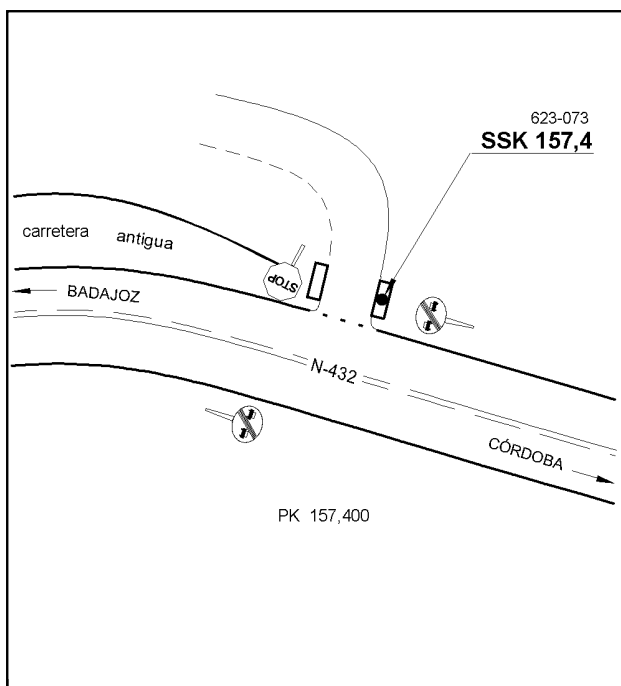 623-073
SSK 157,4
carretera antigua
STOP
BADAJOZ
N-432
CÓRDOBA
PK 157,400